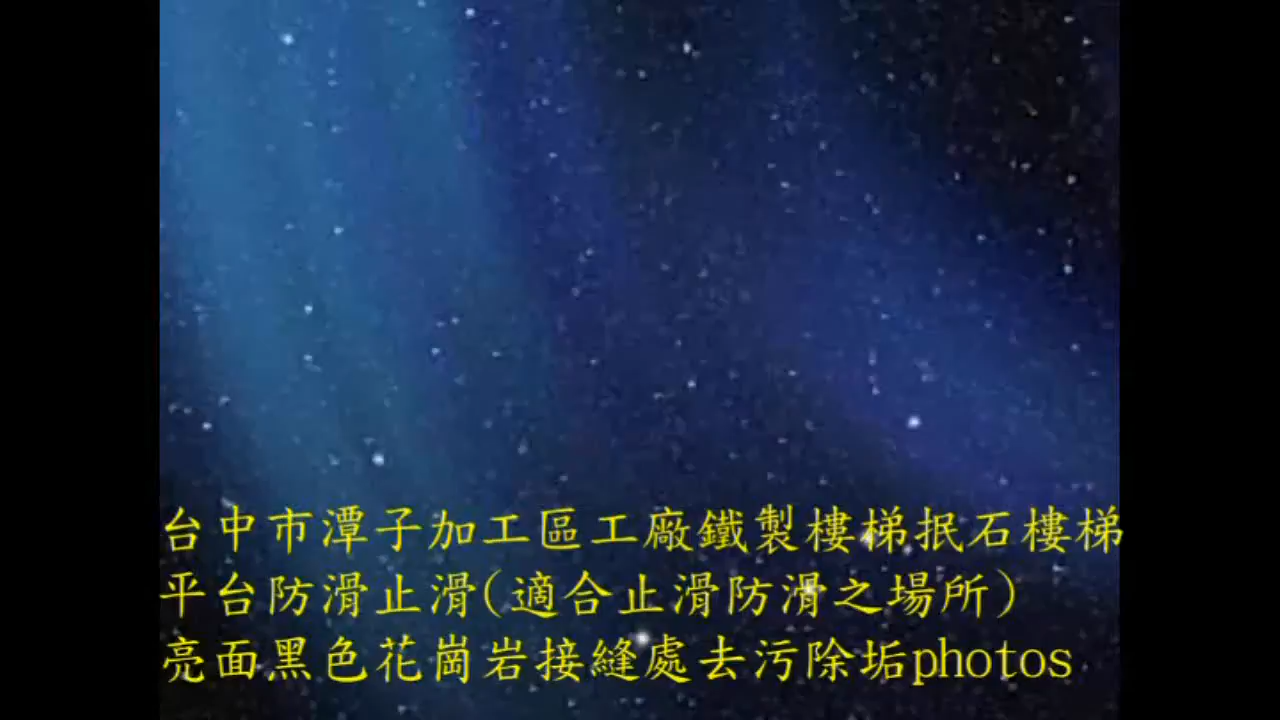 台中市潭子加工區工廠鐵製樓梯抿石樓梯
平台防滑止滑(適合止滑防滑之場所)
亮面黑色花崗岩接縫處去污除垢photos